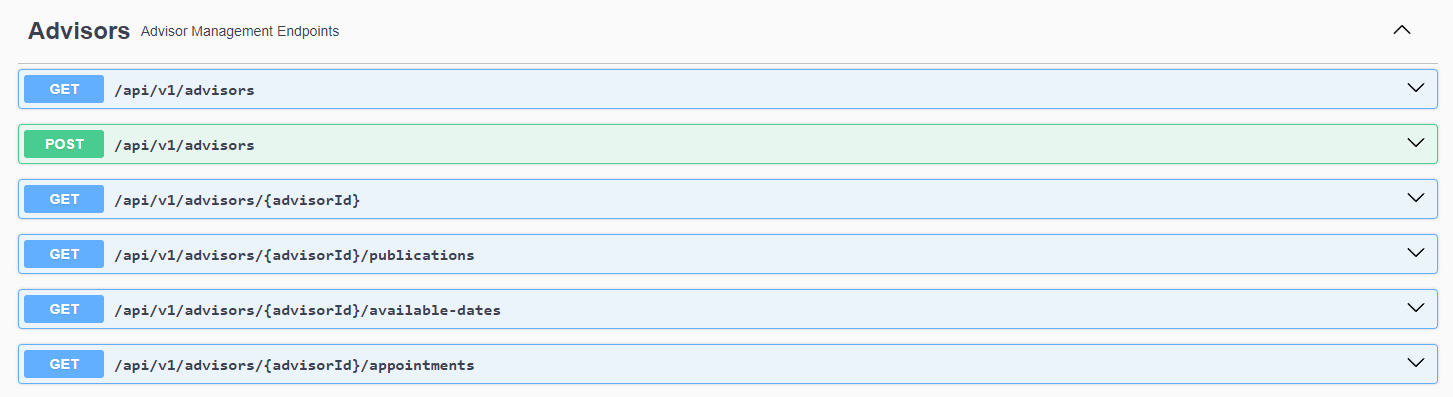 Advisors Advisor Management Endpoints
GET /api/v1/advisors
POST /api/v1/advisors
GET /api/v1/advisors/{advisorId}
GET /api/v1/advisors/{advisorId}/publications
GET /api/v1/advisors/{advisorId}/available-dates
GET /api/v1/advisors/{advisorId}/appointments